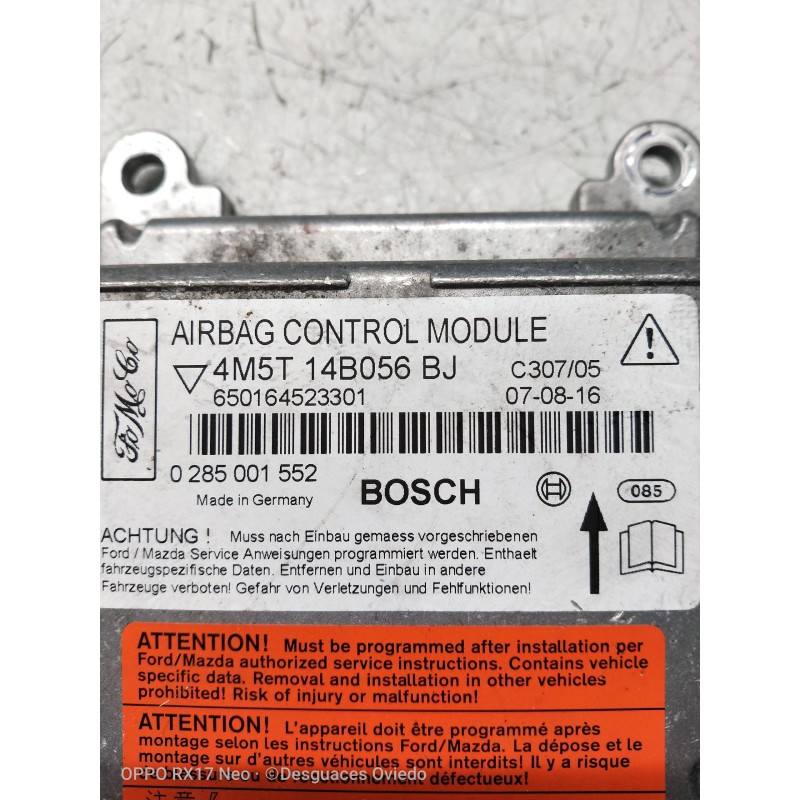 AIRBAG CONTROL MODULE
4M5T 14B056 BJ
C307/05
650164523301
07-08-16
FoMoCo
0 285 001 552
Made in Germany
BOSCH
085
ACHTUNG ! Muss nach Einbau gemaess vorgeschriebenen
Ford / Mazda Service Anweisungen programmiert werden. Enthaelt
fahrzeugspezifische Daten. Entfernen und Einbau in andere
Fahrzeuge verboten! Gefahr von Verletzungen und Fehlfunktionen!
ATTENTION! Must be programmed after installation per
Ford/Mazda authorized service instructions. Contains vehicle
specific data. Removal and installation in other vehicles
prohibited! Risk of injury or malfunction!
ATTENTION! L'appareil doit être programmé après
montage selon les instructions Ford/Mazda. La dépose et le
montage sur d'autres véhicules sont interdits! Il y a risque
fonctionnement défectueux!
OPPO RX17 Neo · ©Desguaces Oviedo